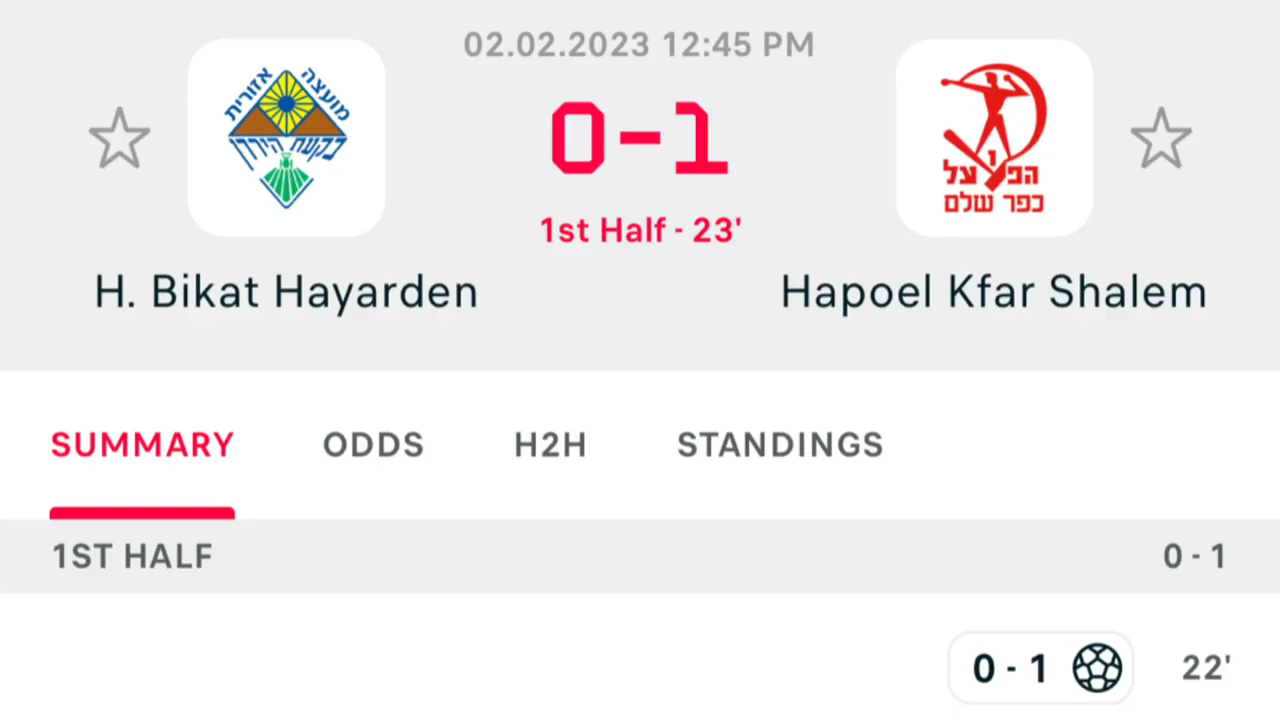 02.02.2023 12:45 PM
מועצה אזורית
בקעת הירדן
0-1
הפועל
כפר שלם
1st Half - 23'
H. Bikat Hayarden
Hapoel Kfar Shalem
SUMMARY ODDS H2H STANDINGS
1ST HALF 0 - 1
0 - 1 22'